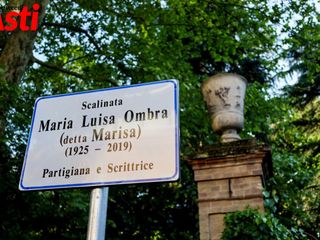 Asti
Scalinata
Maria Luisa Ombra
(detta Marisa)
(1925 - 2019)
Partigiana e Scrittrice